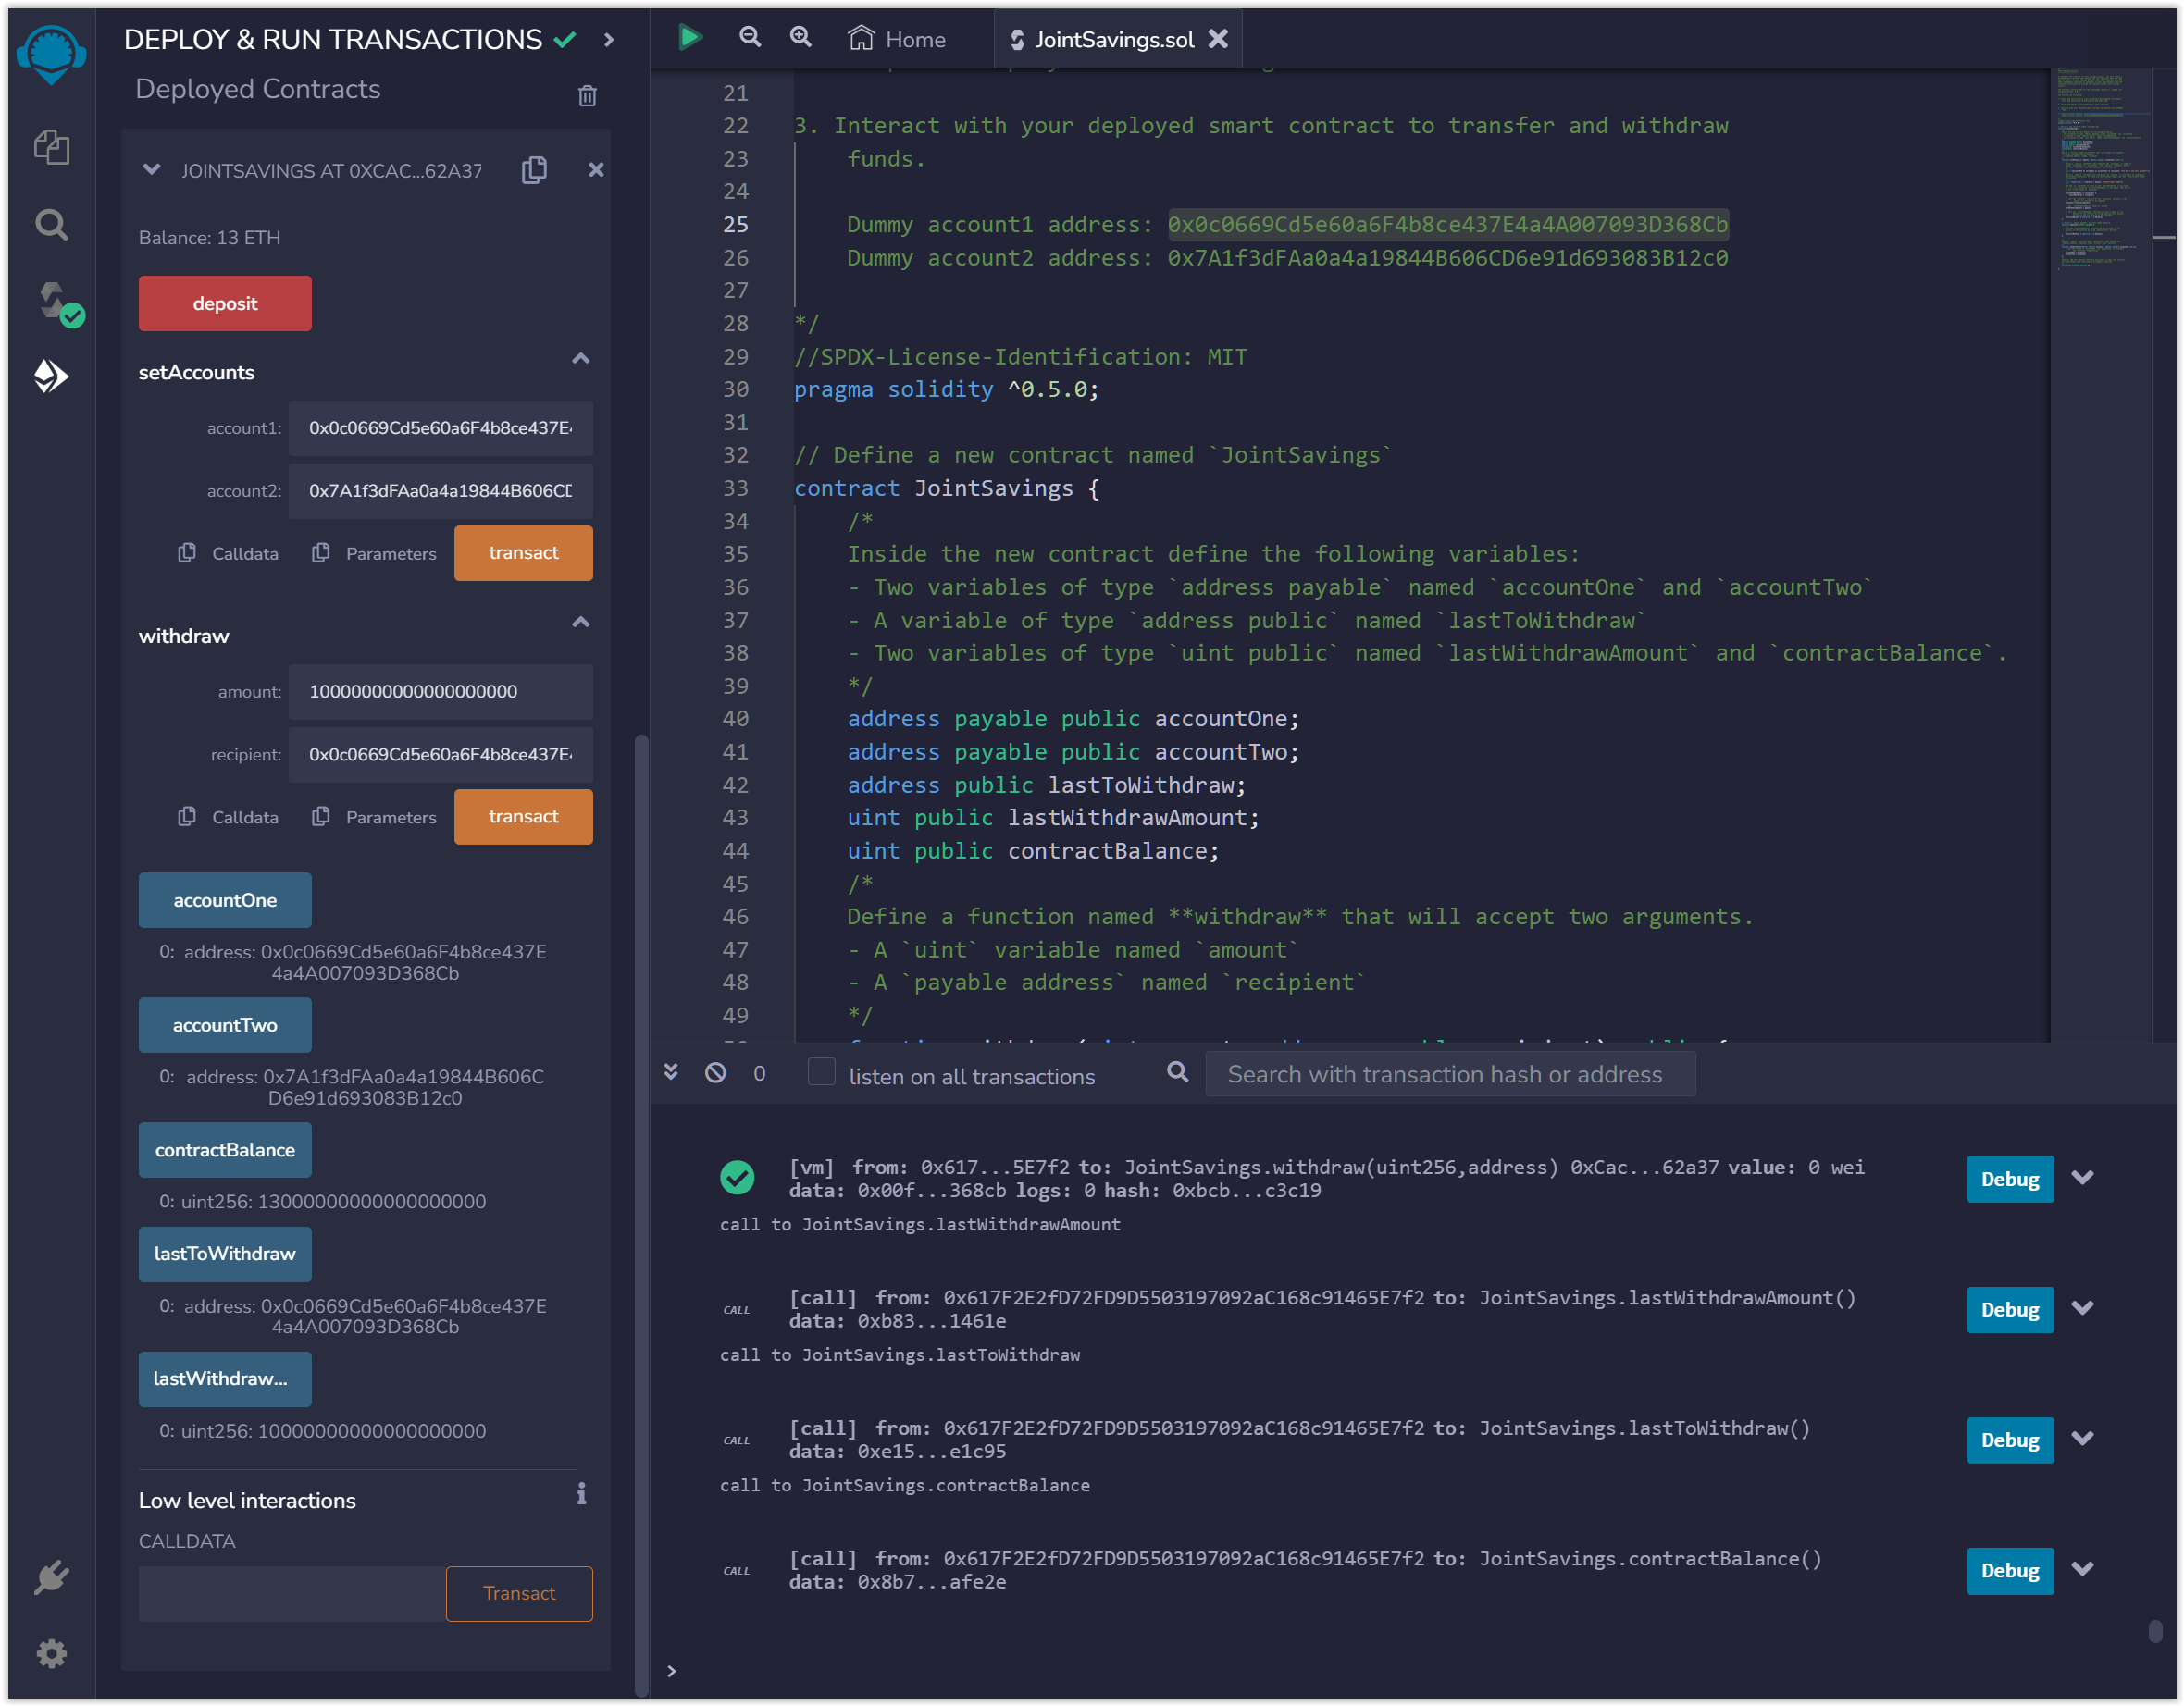 DEPLOY & RUN TRANSACTIONS
Deployed Contracts
JOINTSAVINGS AT 0XCAC...62A37
Balance: 13 ETH
deposit
setAccounts
account1: 0x0c0669Cd5e60a6F4b8ce437E4
account2: 0x7A1f3dFAa0a4a19844B606CD
Calldata Parameters transact
withdraw
amount: 10000000000000000000
recipient: 0x0c0669Cd5e60a6F4b8ce437E4
Calldata Parameters transact
accountOne
0: address: 0x0c0669Cd5e60a6F4b8ce437E
4a4A007093D368Cb
accountTwo
0: address: 0x7A1f3dFAa0a4a19844B606C
D6e91d693083B12c0
contractBalance
0: uint256: 13000000000000000000
lastToWithdraw
0: address: 0x0c0669Cd5e60a6F4b8ce437E
4a4A007093D368Cb
lastWithdraw...
0: uint256: 10000000000000000000
Low level interactions
i
CALLDATA
Transact
Home
JointSavings.sol
21
22 3. Interact with your deployed smart contract to transfer and withdraw
23 funds.
24
25 Dummy account1 address: 0x0c0669Cd5e60a6F4b8ce437E4a4A007093D368Cb
26 Dummy account2 address: 0x7A1f3dFAa0a4a19844B606CD6e91d693083B12c0
27
28 */
29 //SPDX-License-Identification: MIT
30 pragma solidity ^0.5.0;
31
32 // Define a new contract named `JointSavings`
33 contract JointSavings {
34 /*
35 Inside the new contract define the following variables:
36 - Two variables of type `address payable` named `accountOne` and `accountTwo`
37 - A variable of type `address public` named `lastToWithdraw`
38 - Two variables of type `uint public` named `lastWithdrawAmount` and `contractBalance`.
39 */
40 address payable public accountOne;
41 address payable public accountTwo;
42 address public lastToWithdraw;
43 uint public lastWithdrawAmount;
44 uint public contractBalance;
45 /*
46 Define a function named **withdraw** that will accept two arguments.
47 - A `uint` variable named `amount`
48 - A `payable address` named `recipient`
49 */
0 listen on all transactions Search with transaction hash or address
[vm] from: 0x617...5E7f2 to: JointSavings.withdraw(uint256,address) 0xCac...62a37 value: 0 wei
data: 0x00f...368cb logs: 0 hash: 0xbcb...c3c19
Debug
call to JointSavings.lastWithdrawAmount
CALL [call] from: 0x617F2E2fD72FD9D5503197092aC168c91465E7f2 to: JointSavings.lastWithdrawAmount()
data: 0xb83...1461e
Debug
call to JointSavings.lastToWithdraw
CALL [call] from: 0x617F2E2fD72FD9D5503197092aC168c91465E7f2 to: JointSavings.lastToWithdraw()
data: 0xe15...e1c95
Debug
call to JointSavings.contractBalance
CALL [call] from: 0x617F2E2fD72FD9D5503197092aC168c91465E7f2 to: JointSavings.contractBalance()
data: 0x8b7...afe2e
Debug
>